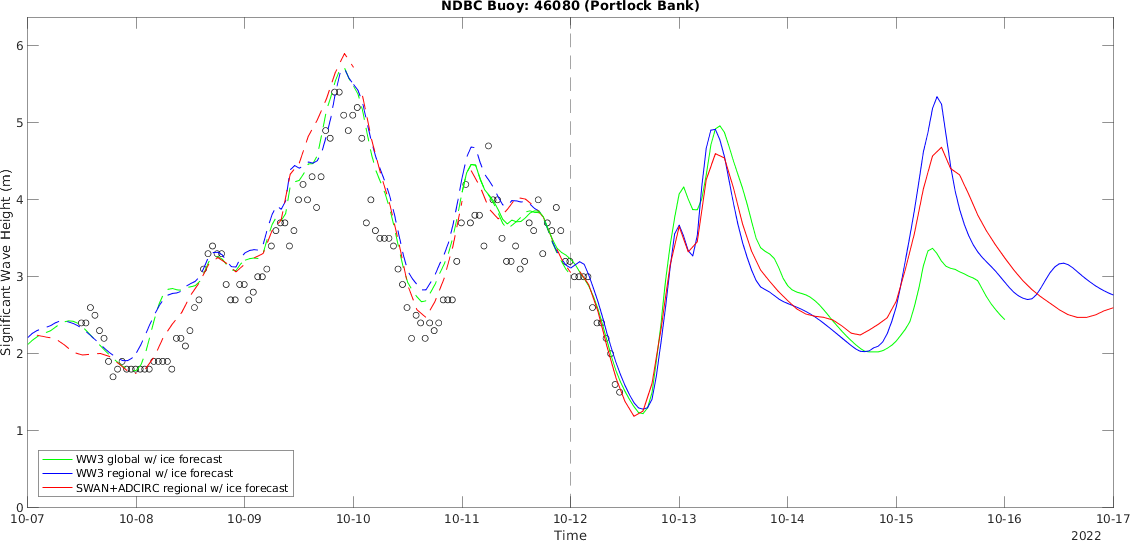 NDBC Buoy: 46080 (Portlock Bank)
Significant Wave Height (m)
6
5
4
3
2
1
0
WW3 global w/ ice forecast
WW3 regional w/ ice forecast
SWAN+ADCIRC regional w/ ice forecast
10-07 10-08 10-09 10-10 10-11 10-12 10-13 10-14 10-15 10-16 10-17
Time 2022